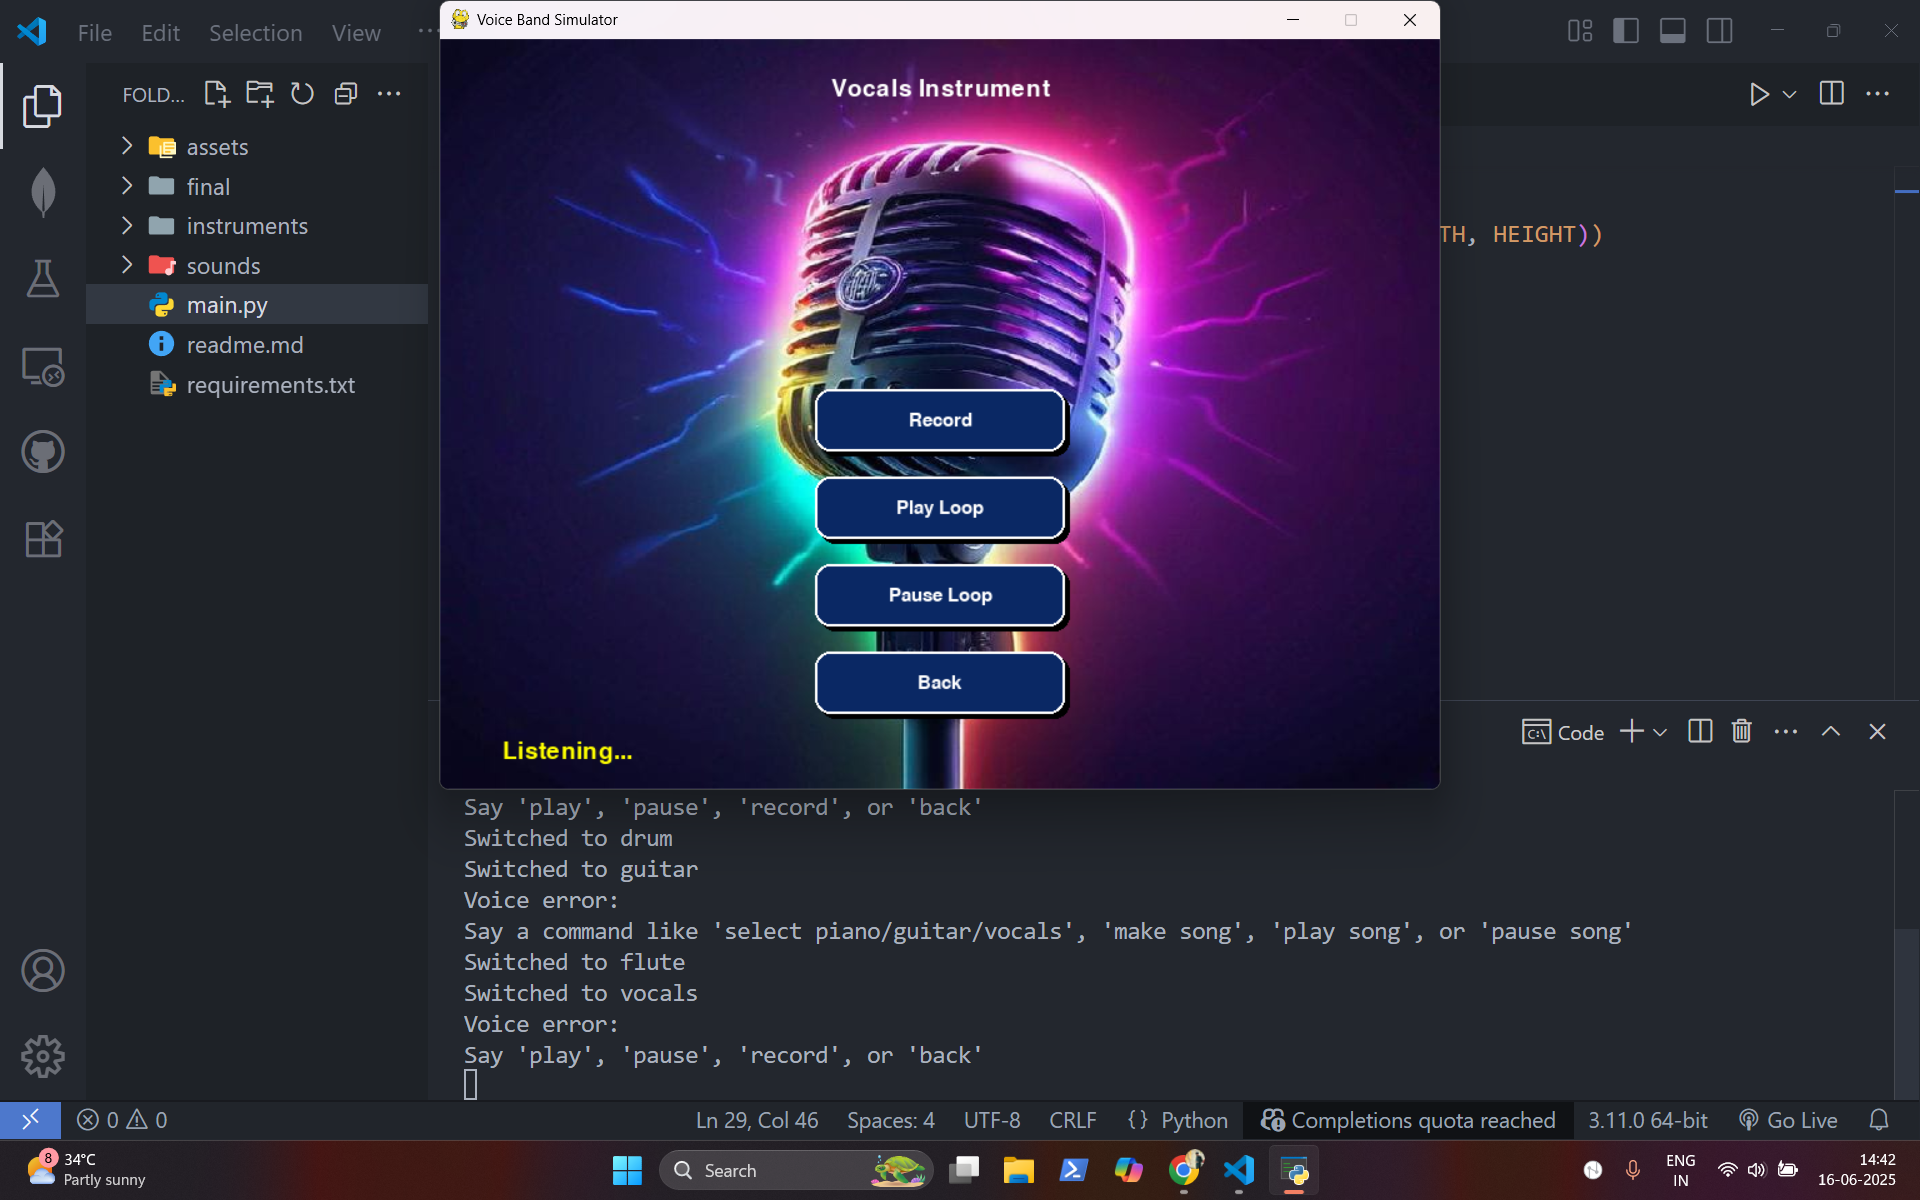 Voice Band Simulator
File Edit Selection View ...
FOLD...
assets
final
instruments
sounds
main.py
readme.md
requirements.txt
Vocals Instrument
Record
Play Loop
Pause Loop
Back
Listening...
TH, HEIGHT))
Code
Say 'play', 'pause', 'record', or 'back'
Switched to drum
Switched to guitar
Voice error:
Say a command like 'select piano/guitar/vocals', 'make song', 'play song', or 'pause song'
Switched to flute
Switched to vocals
Voice error:
Say 'play', 'pause', 'record', or 'back'
0 0 Ln 29, Col 46 Spaces: 4 UTF-8 CRLF {} Python Completions quota reached 3.11.0 64-bit Go Live
8
34°C
Partly sunny
Search
ENG
IN
14:42
16-06-2025